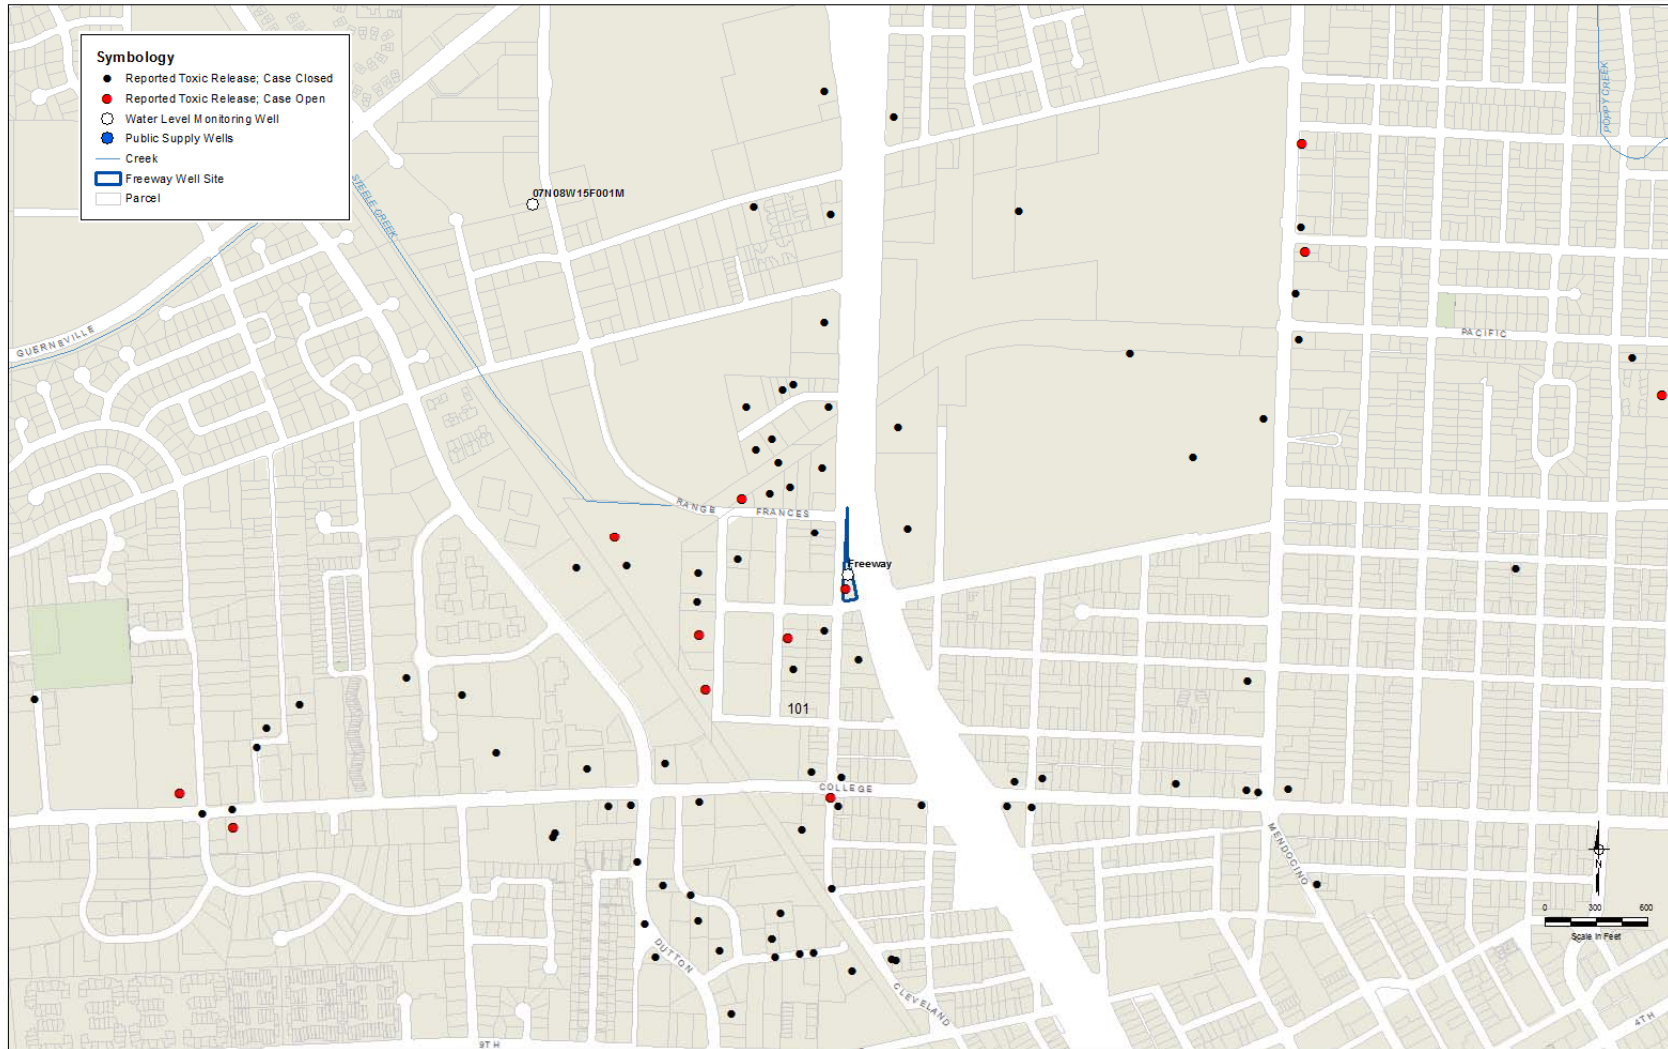 Symbology
Reported Toxic Release; Case Closed
Reported Toxic Release; Case Open
Water Level Monitoring Well
Public Supply Wells
Creek
Freeway Well Site
Parcel
POPPY CREEK
STEELE CREEK
07N08W15F001M
GUERNEVILLE
PACIFIC
RANGE
FRANCES
Freeway
101
COLLEGE
MENDOCINO
N
0 300 600
Scale in Feet
DUTTON
CLEVELAND
9TH
4TH